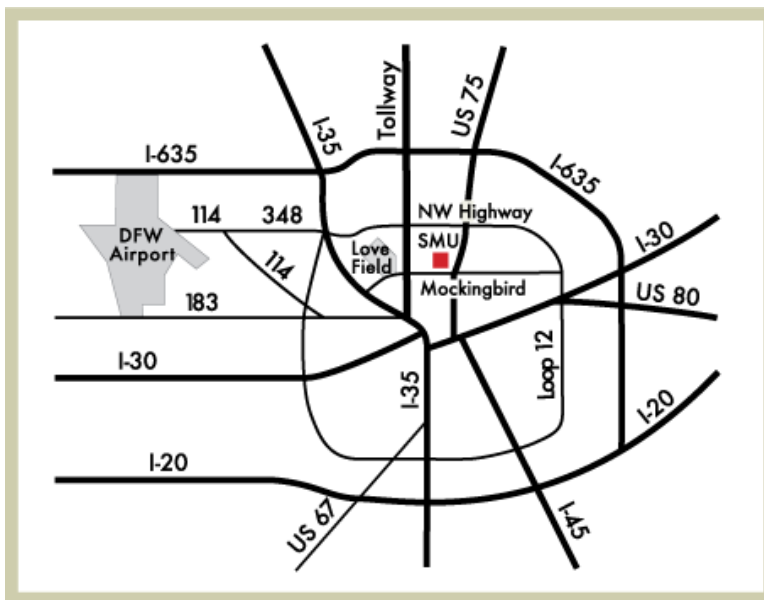 Tollway
US 75
I-35
I-635
I-635
114
348
NW Highway
I-30
DFW
Airport
Love
Field
SMU
114
Mockingbird
US 80
183
I-30
I-35
Loop 12
I-20
I-20
US 67
I-45